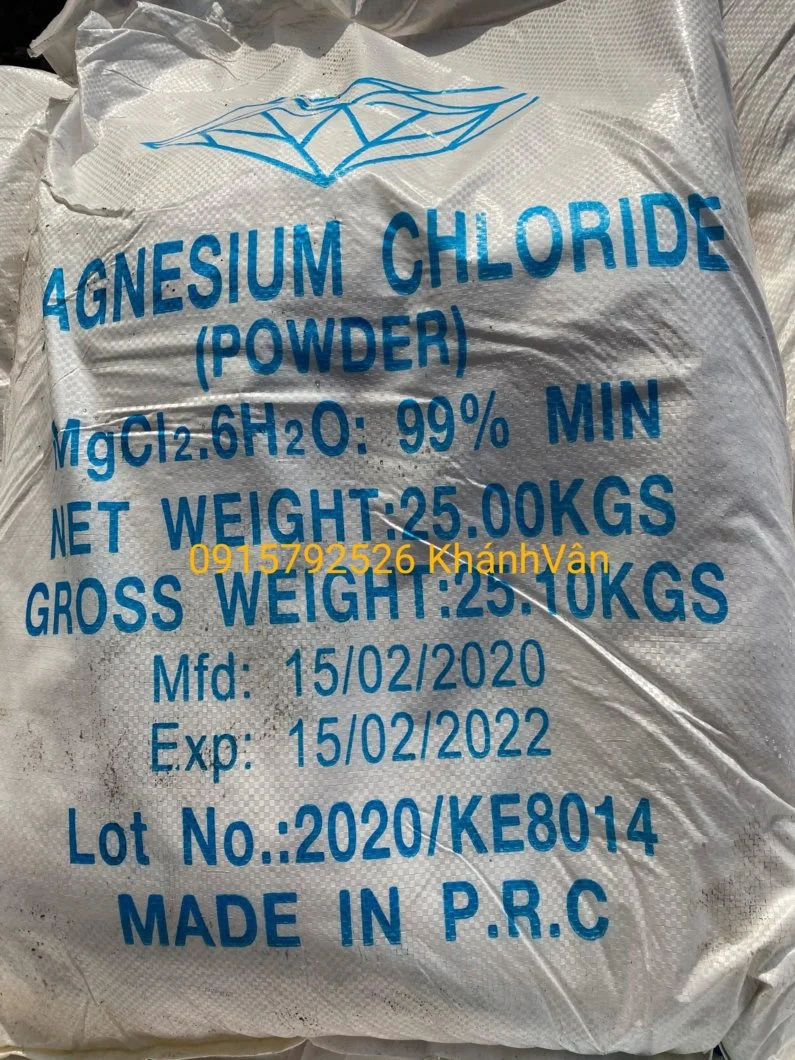 AGNESIUM CHLORIDE
(POWDER)
MgCl₂.6H₂O: 99% MIN
NET WEIGHT:25.00KGS
0915792526 KhánhVân
GROSS WEIGHT:25.10KGS
Mfd: 15/02/2020
Exp: 15/02/2022
Lot No.:2020/KE8014
MADE IN P.R.C